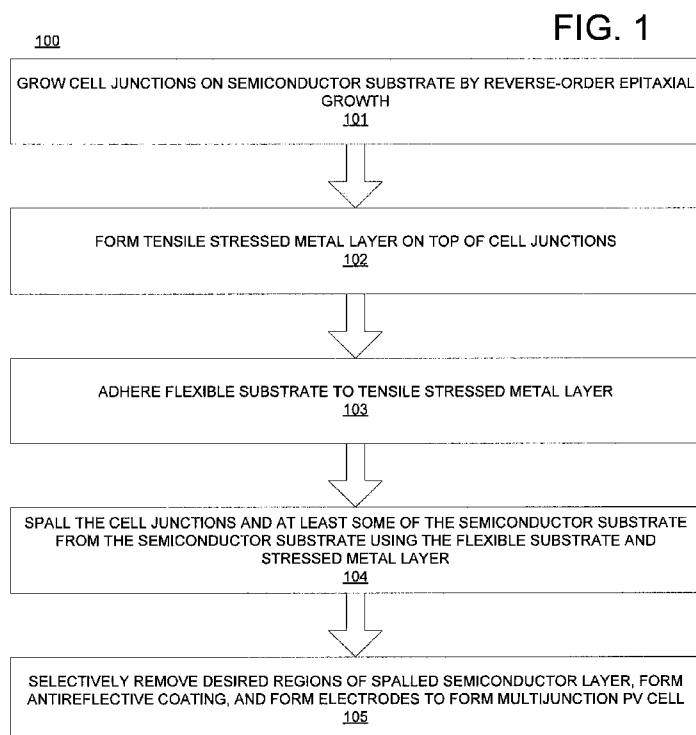 FIG. 1
100
GROW CELL JUNCTIONS ON SEMICONDUCTOR SUBSTRATE BY REVERSE-ORDER EPITAXIAL
GROWTH
101
FORM TENSILE STRESSED METAL LAYER ON TOP OF CELL JUNCTIONS
102
ADHERE FLEXIBLE SUBSTRATE TO TENSILE STRESSED METAL LAYER
103
SPALL THE CELL JUNCTIONS AND AT LEAST SOME OF THE SEMICONDUCTOR SUBSTRATE
FROM THE SEMICONDUCTOR SUBSTRATE USING THE FLEXIBLE SUBSTRATE AND
STRESSED METAL LAYER
104
SELECTIVELY REMOVE DESIRED REGIONS OF SPALLED SEMICONDUCTOR LAYER, FORM
ANTIREFLECTIVE COATING, AND FORM ELECTRODES TO FORM MULTIJUNCTION PV CELL
105